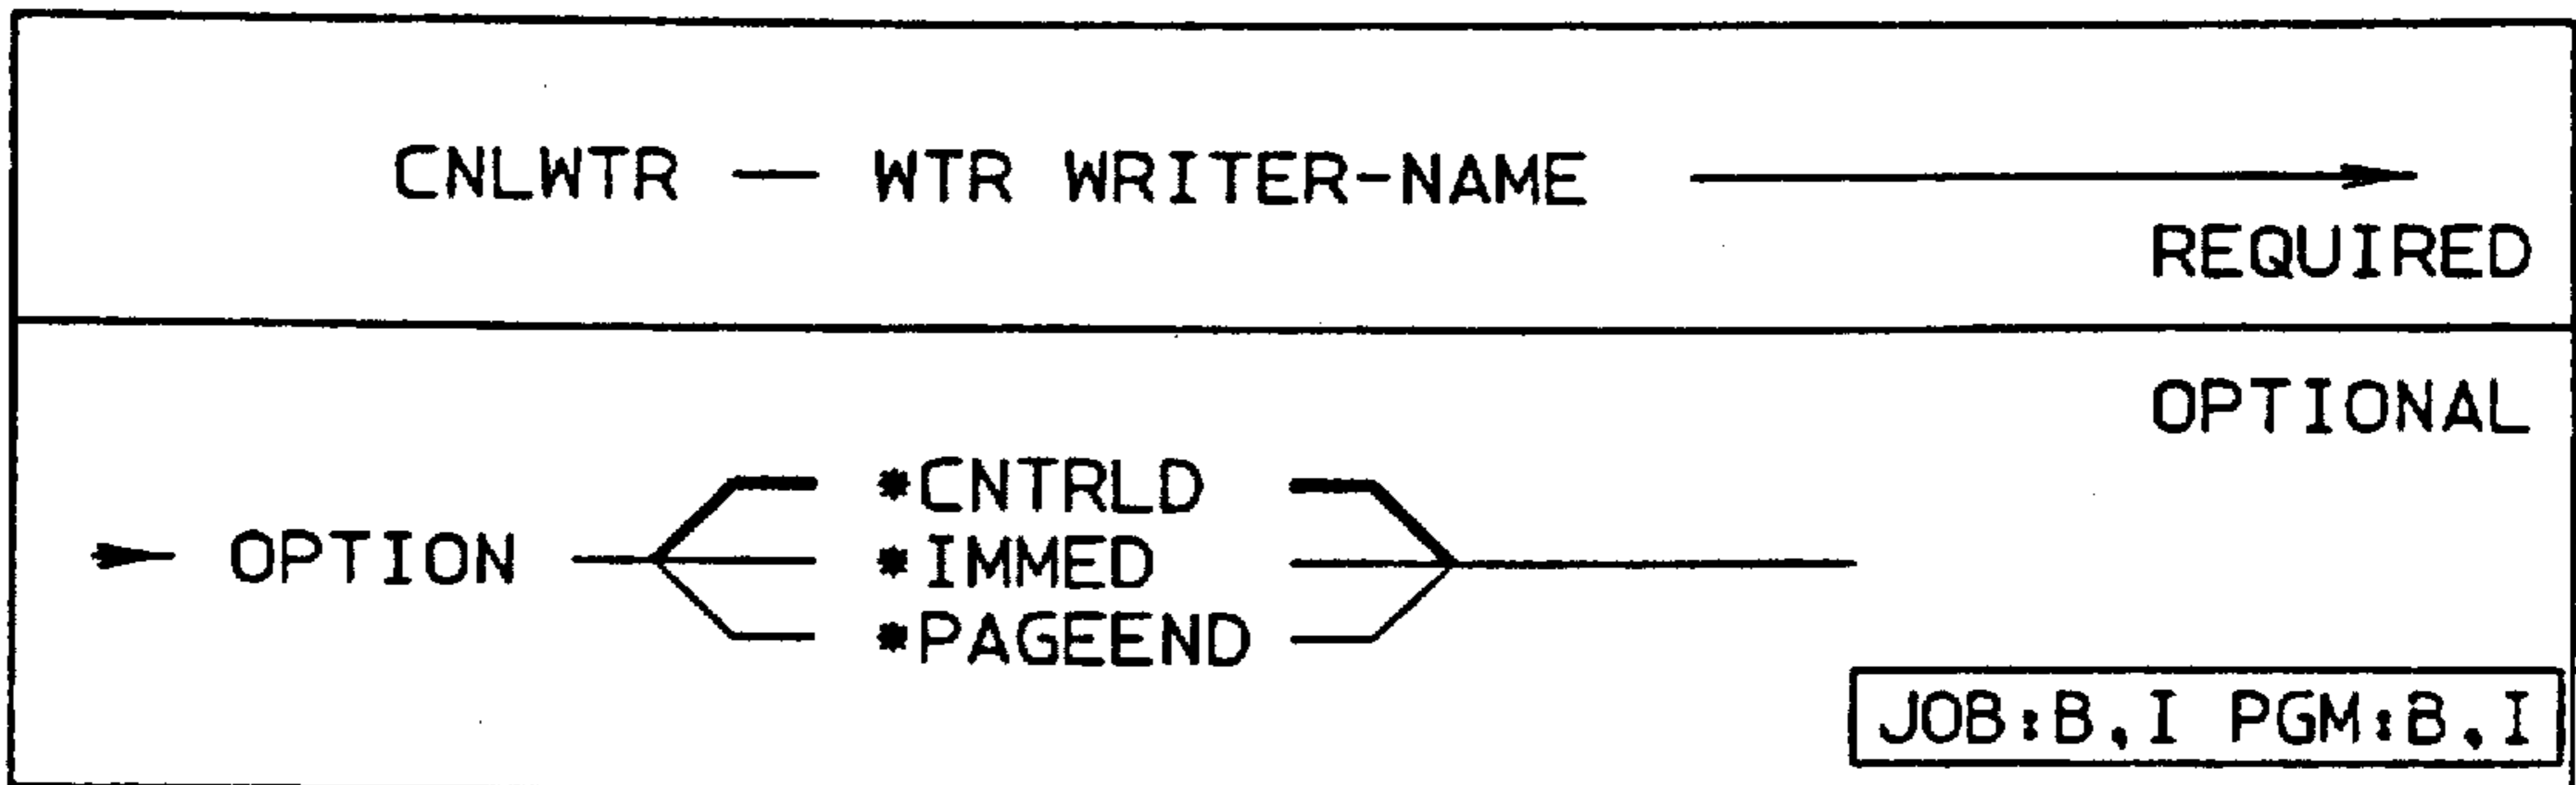 CNLWTR — WTR WRITER-NAME
REQUIRED
OPTIONAL
*CNTRLD
OPTION *IMMED
*PAGEEND
JOB:B,I PGM:B,I